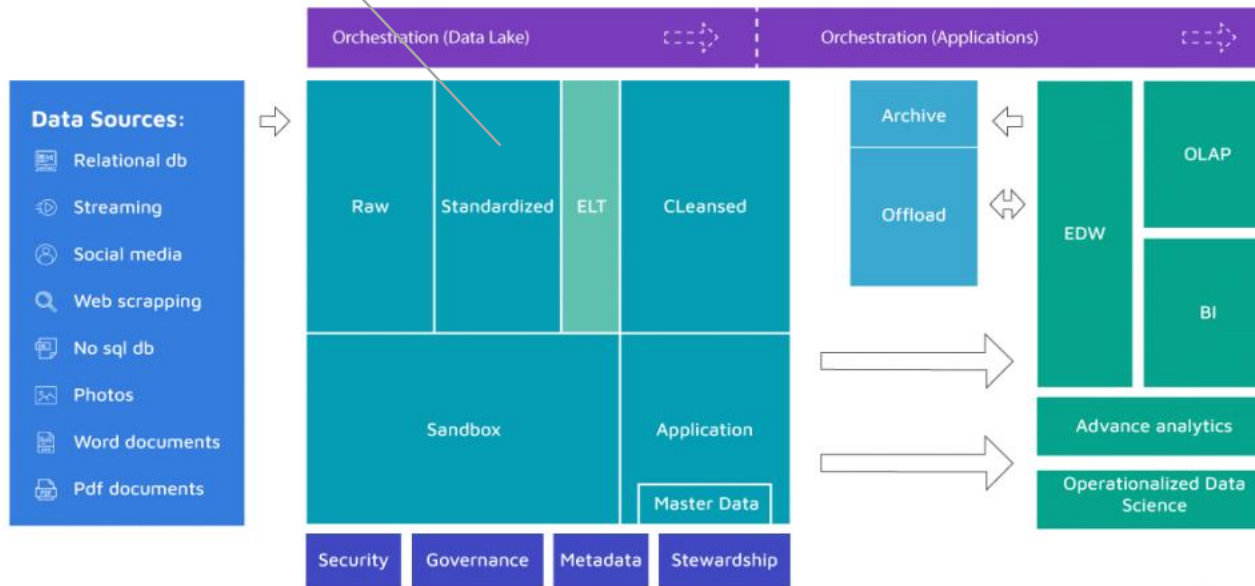 Orchestration (Data Lake)
Orchestration (Applications)
Data Sources:
Relational db
Streaming
Social media
Web scrapping
No sql db
Photos
Word documents
Pdf documents
Raw
Standardized
ELT
CLeansed
Sandbox
Application
Master Data
Security
Governance
Metadata
Stewardship
Archive
Offload
EDW
OLAP
BI
Advance analytics
Operationalized Data
Science